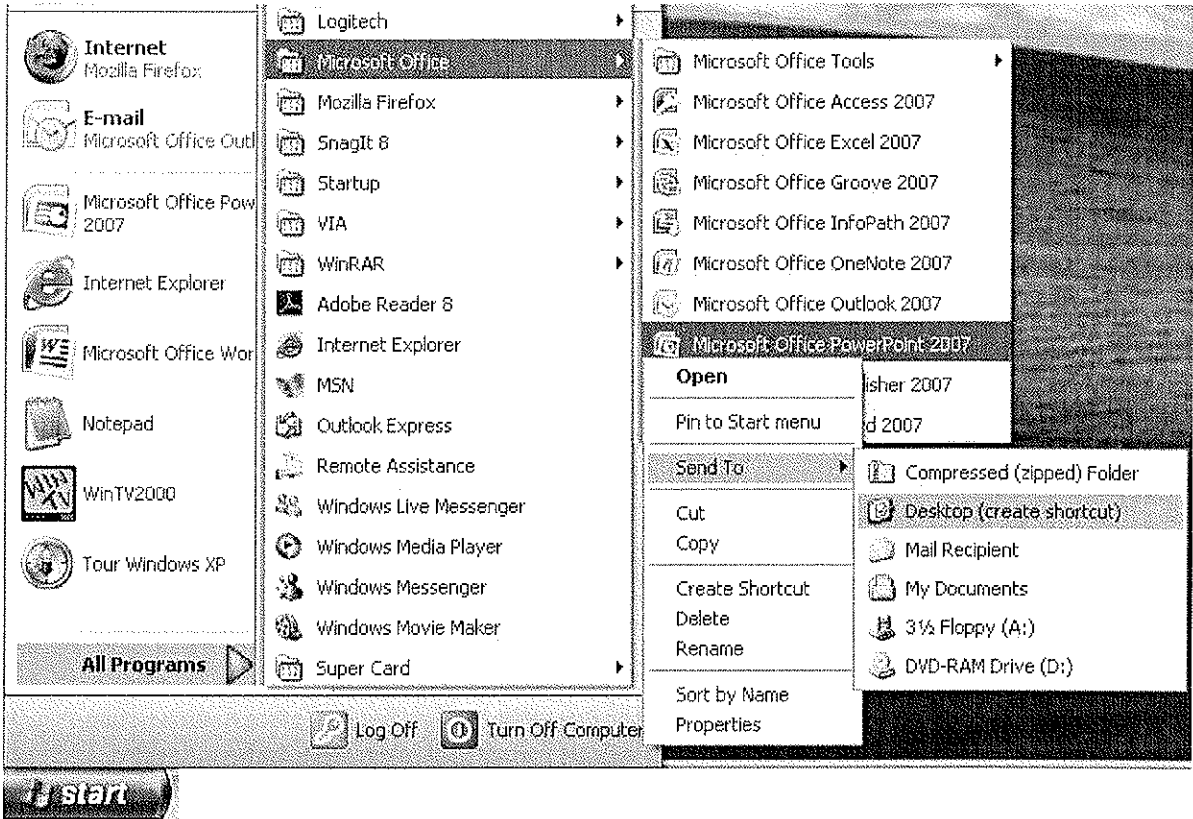 Internet
Mozilla Firefox
E-mail
Microsoft Office Outl
Microsoft Office Pow
2007
Internet Explorer
Microsoft Office Wor
Notepad
WinTV2000
Tour Windows XP
All Programs
Logitech
Microsoft Office
Mozilla Firefox
SnagIt 8
Startup
VIA
WinRAR
Adobe Reader 8
Internet Explorer
MSN
Outlook Express
Remote Assistance
Windows Live Messenger
Windows Media Player
Windows Messenger
Windows Movie Maker
Super Card
Microsoft Office Tools
Microsoft Office Access 2007
Microsoft Office Excel 2007
Microsoft Office Groove 2007
Microsoft Office InfoPath 2007
Microsoft Office OneNote 2007
Microsoft Office Outlook 2007
Microsoft Office PowerPoint 2007
isher 2007
d 2007
Open
Pin to Start menu
Send To
Cut
Copy
Create Shortcut
Delete
Rename
Sort by Name
Properties
Compressed (zipped) Folder
Desktop (create shortcut)
Mail Recipient
My Documents
3½ Floppy (A:)
DVD-RAM Drive (D:)
Log Off
Turn Off Computer
start